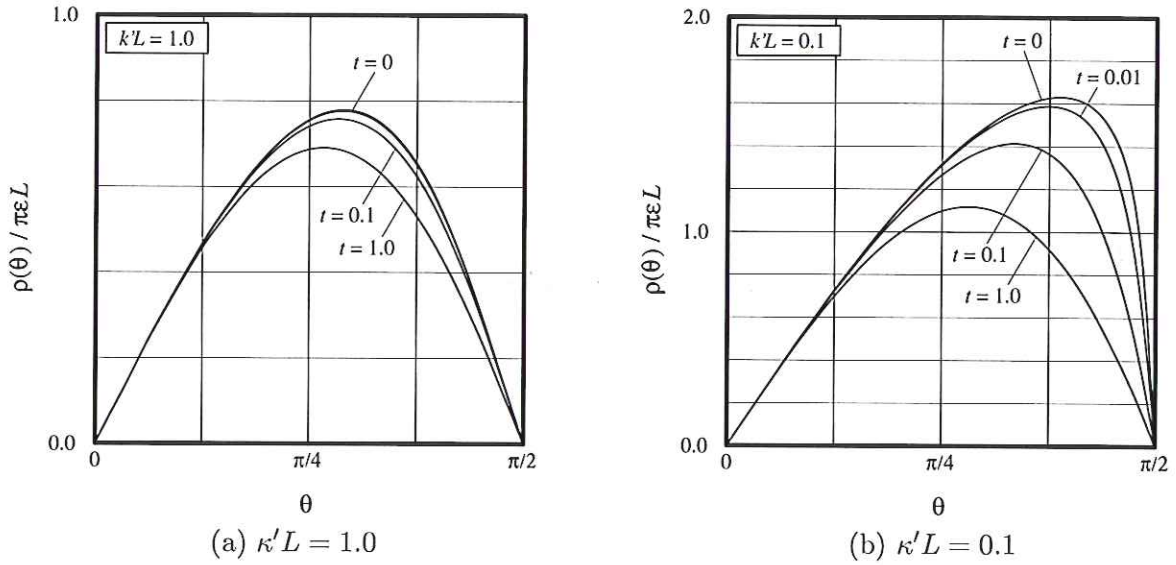 1.0
k'L = 1.0
t = 0
t = 0.1
t = 1.0
ρ(θ) / πεL
0.0
0
π/4
π/2
θ
(a) κ′L = 1.0
2.0
k'L = 0.1
t = 0
t = 0.01
1.0
t = 0.1
t = 1.0
ρ(θ) / πεL
0.0
0
π/4
π/2
θ
(b) κ′L = 0.1